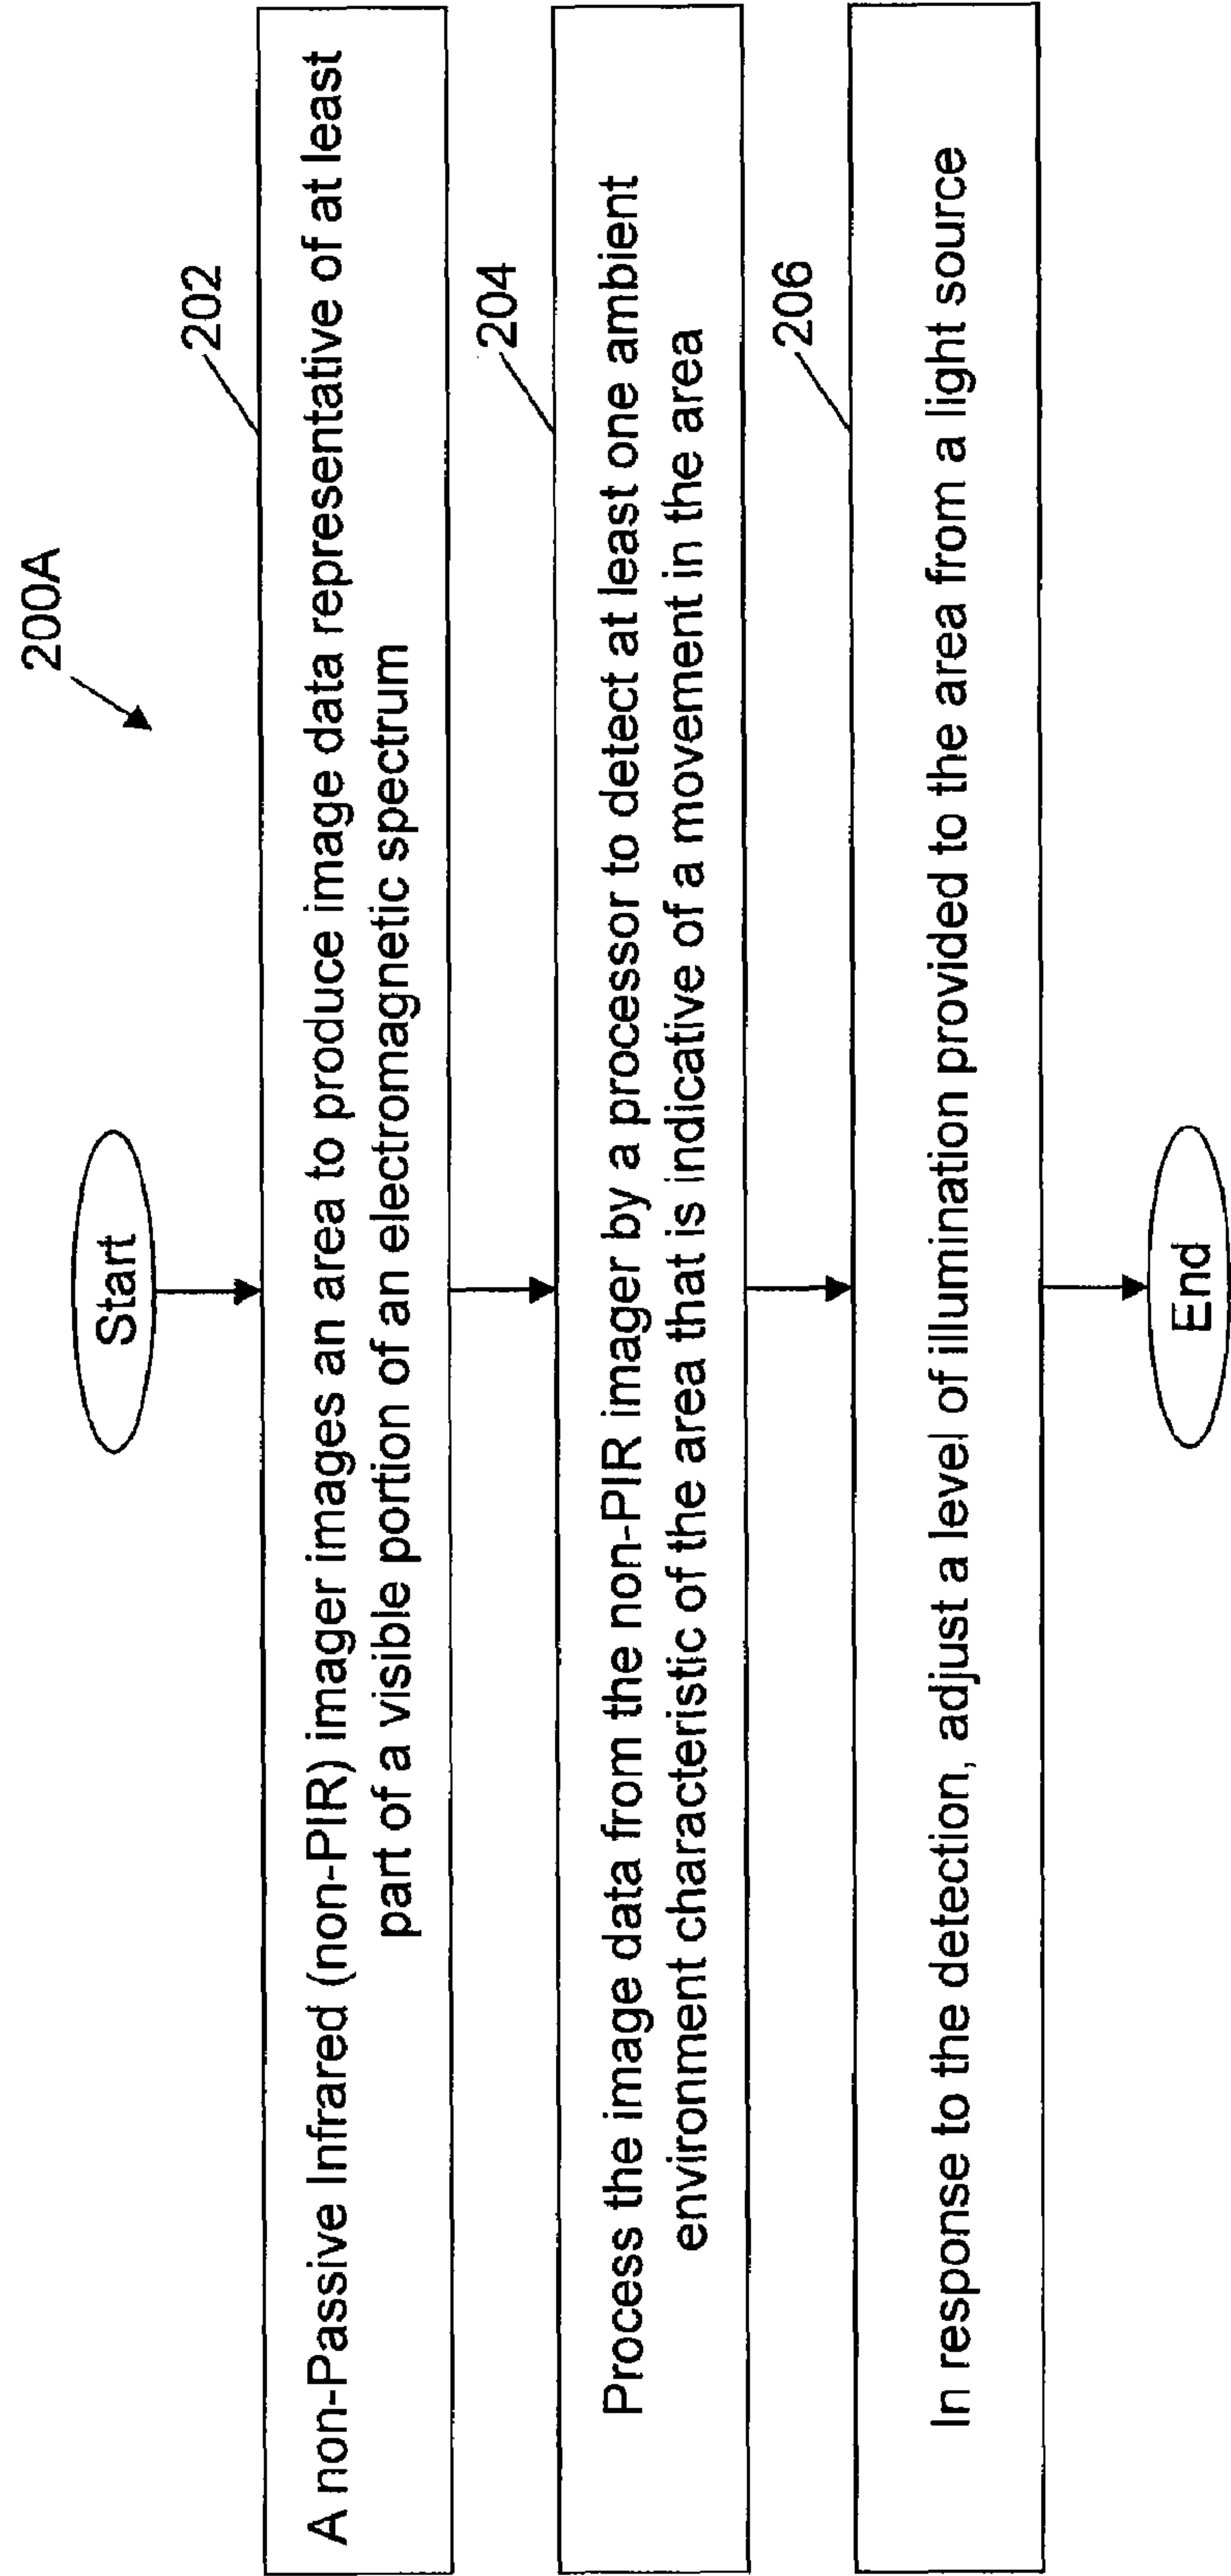 200A
Start
202
A non-Passive Infrared (non-PIR) imager images an area to produce image data representative of at least
part of a visible portion of an electromagnetic spectrum
204
Process the image data from the non-PIR imager by a processor to detect at least one ambient
environment characteristic of the area that is indicative of a movement in the area
206
In response to the detection, adjust a level of illumination provided to the area from a light source
End